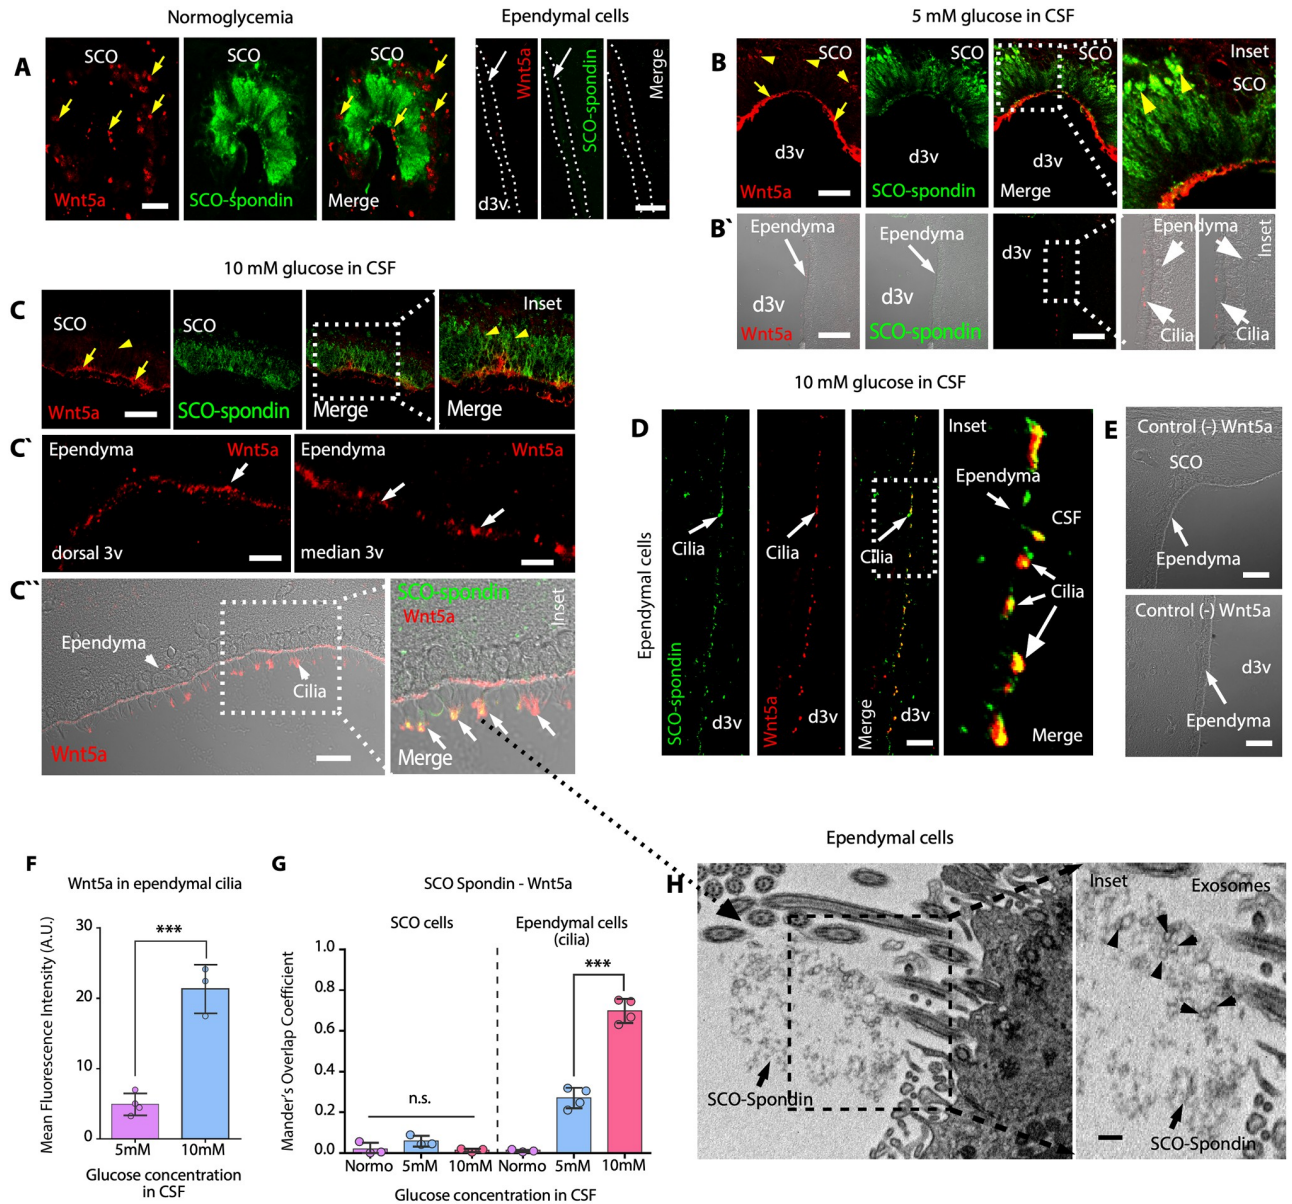 Normoglycemia
Ependymal cells
A
SCO
SCO
SCO
Wnt5a
SCO-spondin
Merge
d3v
Wnt5a
SCO-spondin
Merge
5 mM glucose in CSF
B
SCO
SCO
SCO
Inset
SCO
d3v
d3v
d3v
Wnt5a
SCO-spondin
Merge
B`
Ependyma
Ependyma
d3v
Ependyma
Inset
d3v
d3v
Wnt5a
SCO-spondin
Cilia
Cilia
10 mM glucose in CSF
C
SCO
SCO
Inset
Wnt5a
SCO-spondin
Merge
Merge
C`
Ependyma
Wnt5a
Ependyma
Wnt5a
dorsal 3v
median 3v
C``
Ependyma
Cilia
Wnt5a
SCO-spondin
Wnt5a
Inset
Merge
10 mM glucose in CSF
D
Ependymal cells
Cilia
SCO-spondin
d3v
Cilia
Wnt5a
d3v
Cilia
Merge
d3v
Inset
Ependyma
CSF
Cilia
Merge
E
Control (-) Wnt5a
SCO
Ependyma
Control (-) Wnt5a
d3v
Ependyma
F
Wnt5a in ependymal cilia
Mean Fluorescence Intensity (A.U.)
30
20
10
0
***
5mM
10mM
Glucose concentration
in CSF
G
SCO Spondin - Wnt5a
SCO cells
Ependymal cells
(cilia)
Mander's Overlap Coefficient
1.0
0.8
0.6
0.4
0.2
0.0
n.s.
***
Normo
5mM
10mM
Normo
5mM
10mM
Glucose concentration in CSF
Ependymal cells
H
SCO-Spondin
Inset
Exosomes
SCO-Spondin